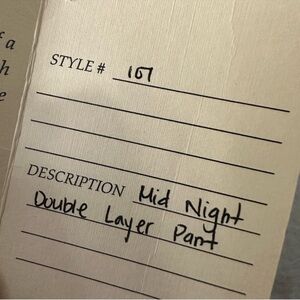 f a
h
e
STYLE # 107
DESCRIPTION Mid Night
Double Layer Pant